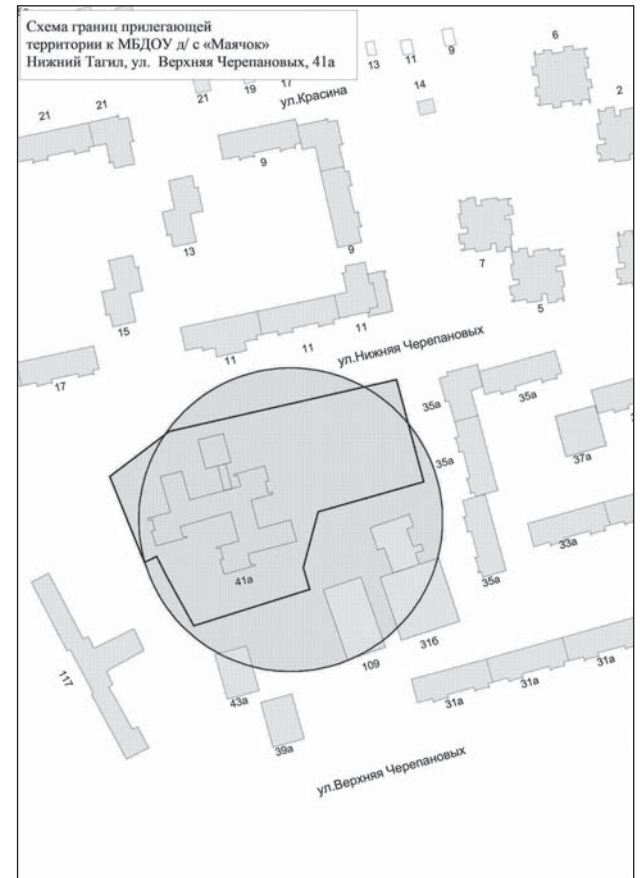 Схема границ прилегающей
территории к МБДОУ д/ с «Маячок»
Нижний Тагил, ул. Верхняя Черепановых, 41а
13
11
9
6
21
19
17
ул.Красина
14
2
21
21
9
9
13
7
5
15
11
11
11
ул.Нижняя Черепановых
17
35а
35а
35а
37а
33а
35а
41а
117
109
31б
43а
31а
31а
31а
39а
ул.Верхняя Черепановых